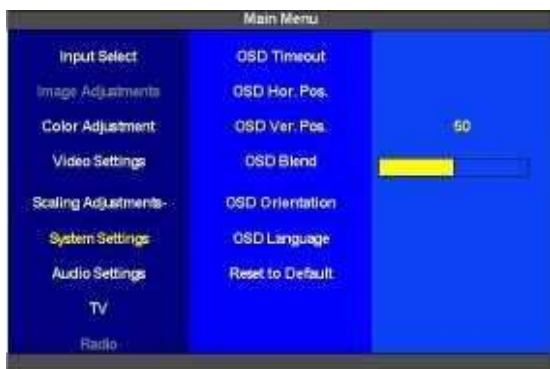 Main Menu
Input Select
Image Adjustments
Color Adjustment
Video Settings
Scaling Adjustments-
System Settings
Audio Settings
TV
Radio
OSD Timeout
OSD Hor. Pos.
OSD Ver. Pos.
OSD Blend
OSD Orientation
OSD Language
Reset to Default
50